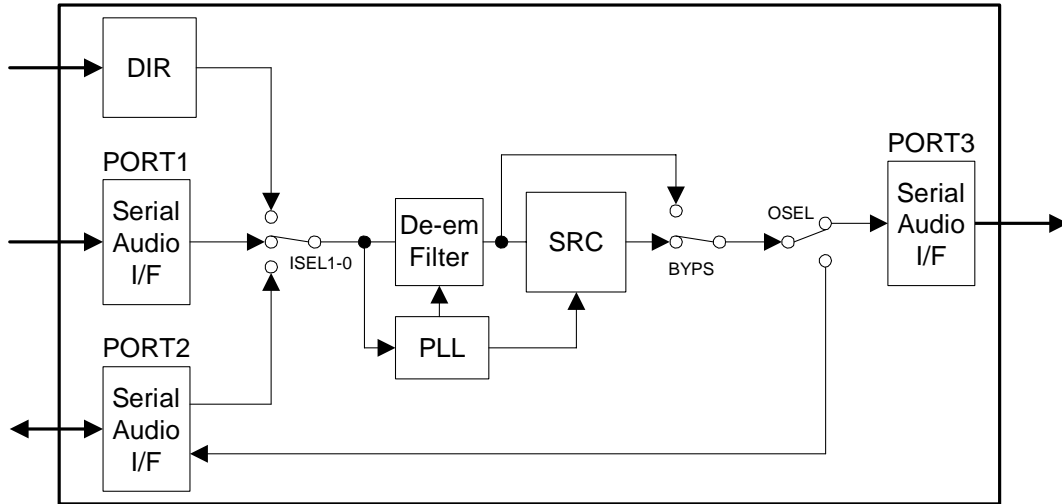 DIR
PORT1
Serial
Audio
I/F
ISEL1-0
PORT2
Serial
Audio
I/F
De-em
Filter
PLL
SRC
BYPS
OSEL
PORT3
Serial
Audio
I/F